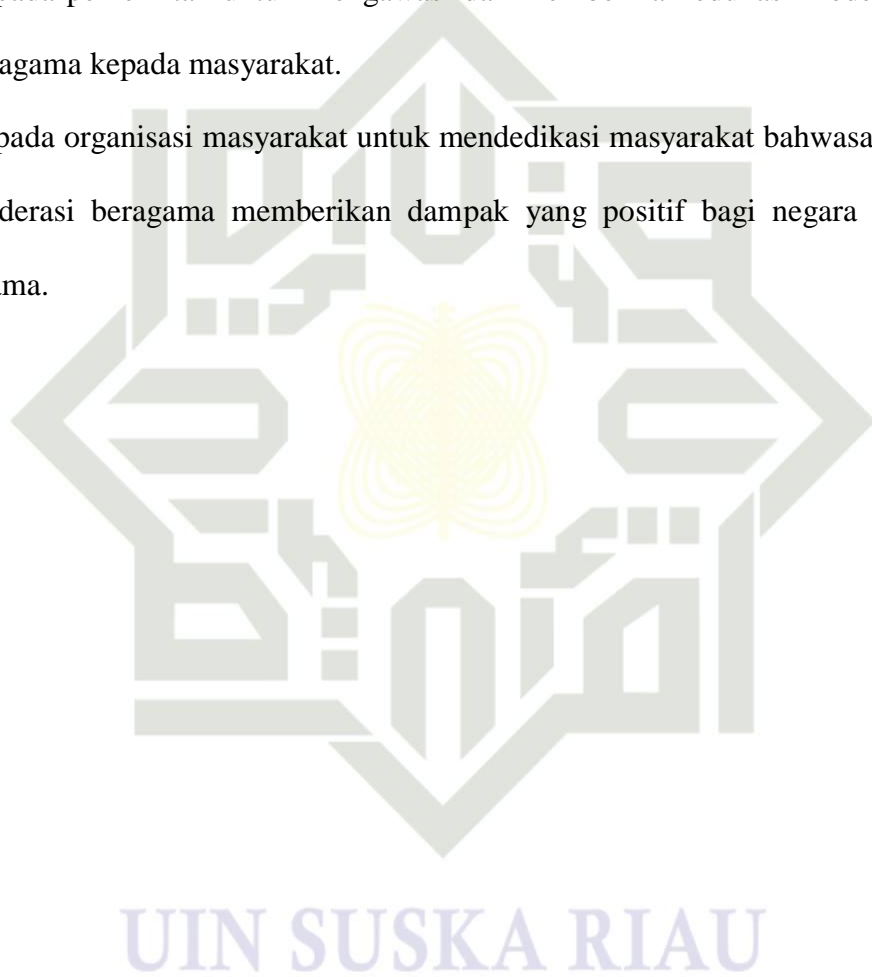 agama kepada masyarakat.
pada organisasi masyarakat untuk mendedikasi masyarakat bahwasa
derasi beragama memberikan dampak yang positif bagi negara
ama.
UIN SUSKA RIAU